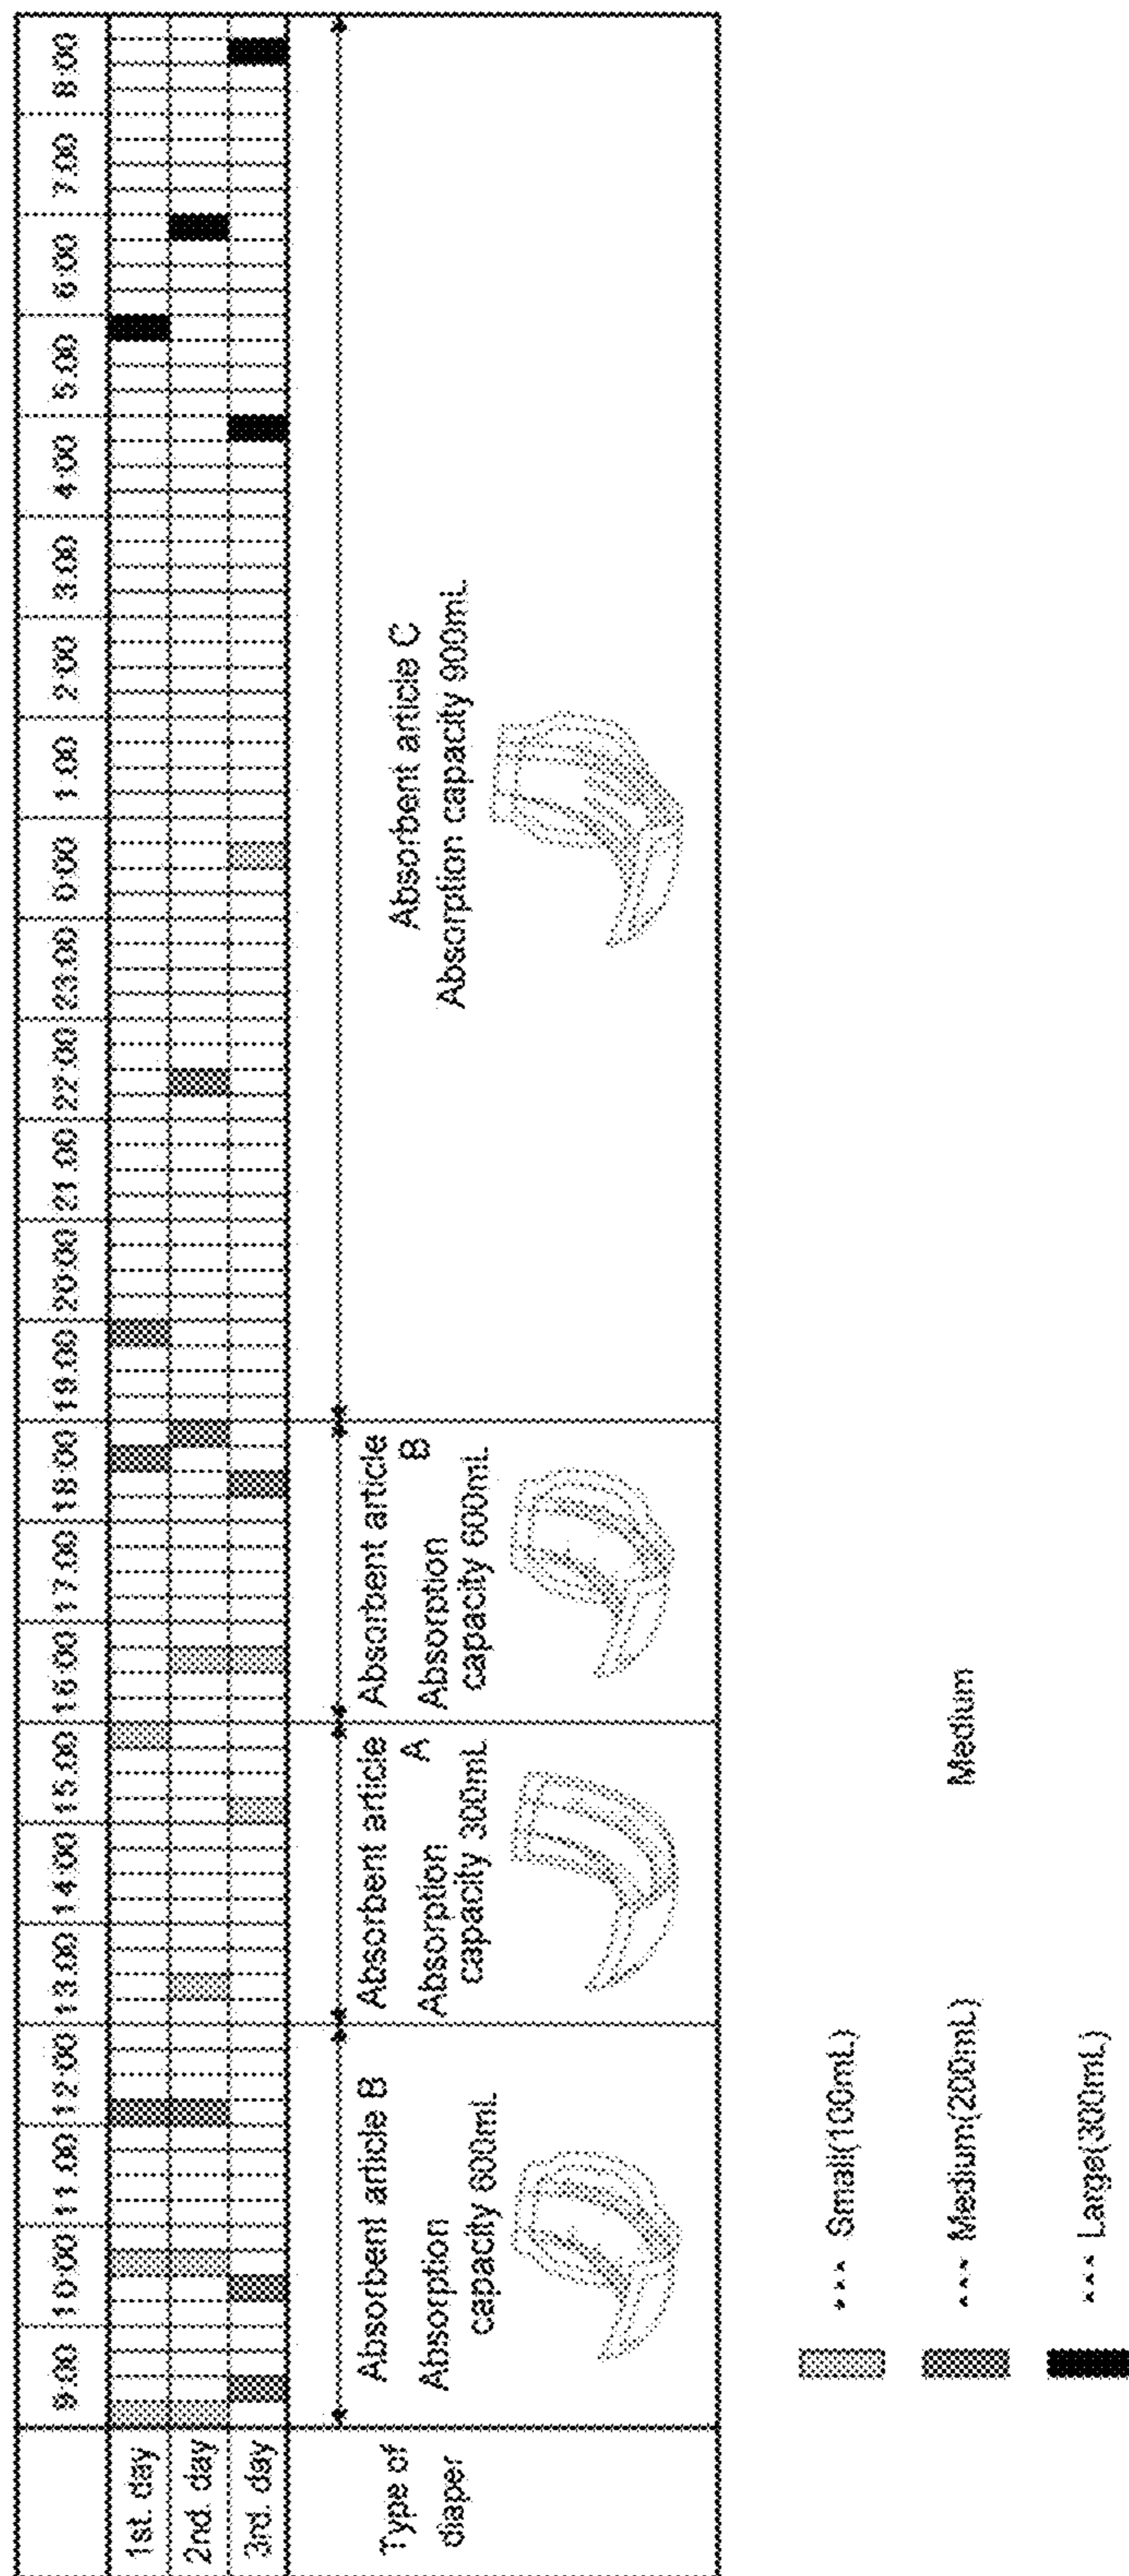 9:00 10:00 11:00 12:00 13:00 14:00 15:00 16:00 17:00 18:00 19:00 20:00 21:00 22:00 23:00 0:00 1:00 2:00 3:00 4:00 5:00 6:00 7:00 8:00
1st. day
2nd. day
3rd. day
Type of
diaper
Absorbent article B
Absorption
capacity 600mL
Absorbent article
A
Absorption
capacity 300mL
Absorbent article
B
Absorption
capacity 600mL
Absorbent article C
Absorption capacity 900mL
Small(100mL)
Medium(200mL) Medium
Large(300mL)